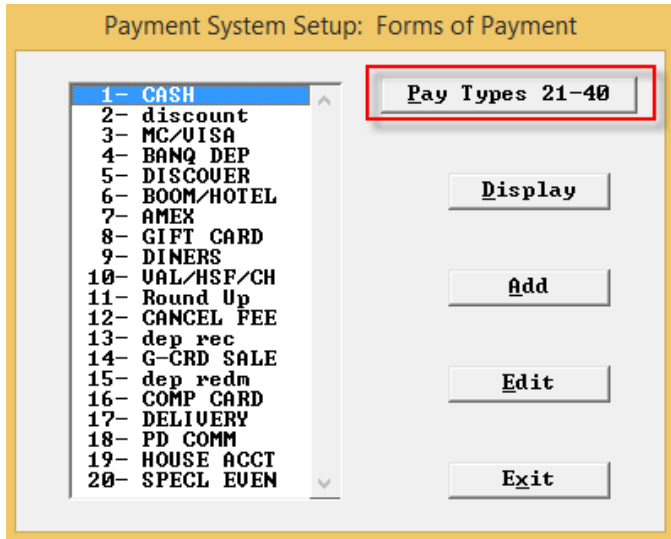 Payment System Setup: Forms of Payment
1- CASH
2- discount
3- MC/VISA
4- BANQ DEP
5- DISCOVER
6- BOOM/HOTEL
7- AMEX
8- GIFT CARD
9- DINERS
10- VAL/HSF/CH
11- Round Up
12- CANCEL FEE
13- dep rec
14- G-CRD SALE
15- dep redm
16- COMP CARD
17- DELIVERY
18- PD COMM
19- HOUSE ACCT
20- SPECL EVEN
Pay Types 21-40
Display
Add
Edit
Exit